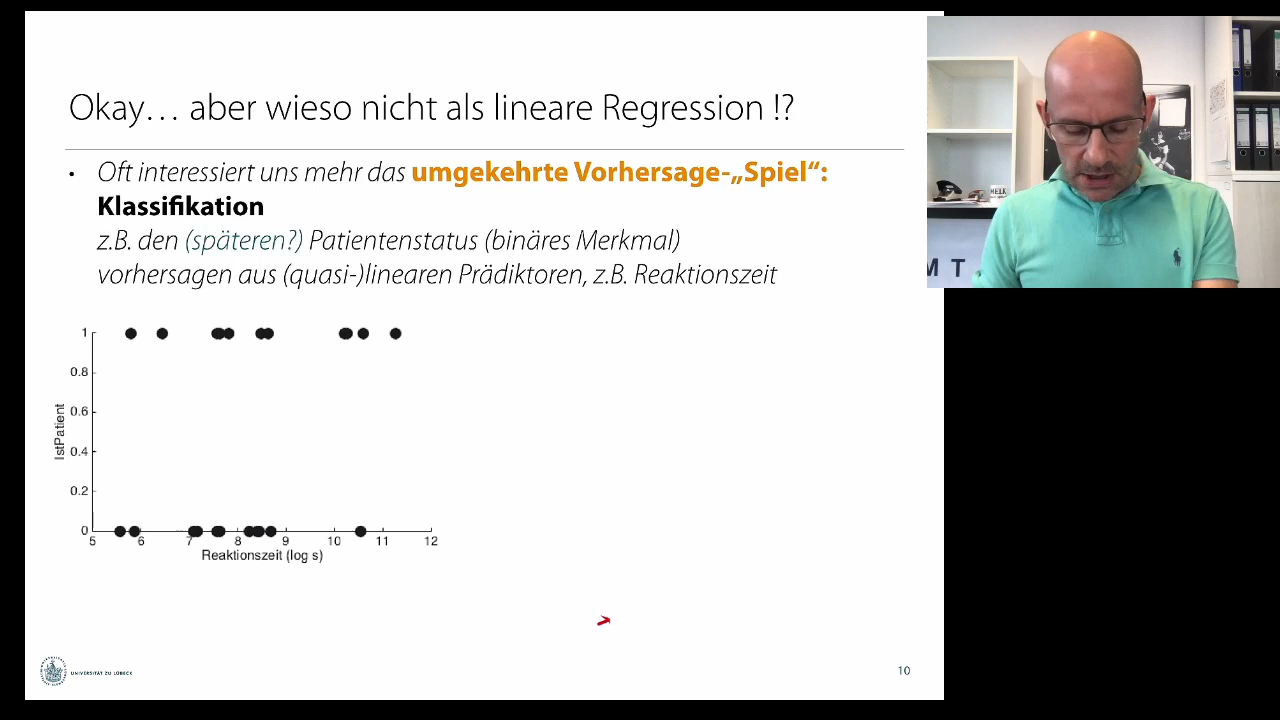 Okay… aber wieso nicht als lineare Regression !?
• Oft interessiert uns mehr das umgekehrte Vorhersage-„Spiel“:
Klassifikation
z.B. den (späteren?) Patientenstatus (binäres Merkmal)
vorhersagen aus (quasi-)linearen Prädiktoren, z.B. Reaktionszeit
1
0.8
0.6
0.4
0.2
0
IstPatient
5 6 7 8 9 10 11 12
Reaktionszeit (log s)
UNIVERSITÄT ZU LÜBECK
10
M T